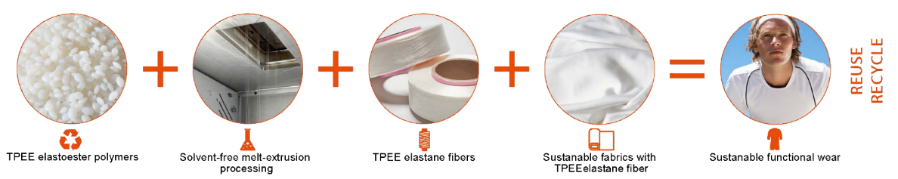 REUSE
RECYCLE
TPEE elastoester polymers
Solvent-free melt-extrusion
processing
TPEE elastane fibers
Sustanable fabrics with
TPEEelastane fiber
Sustanable functional wear